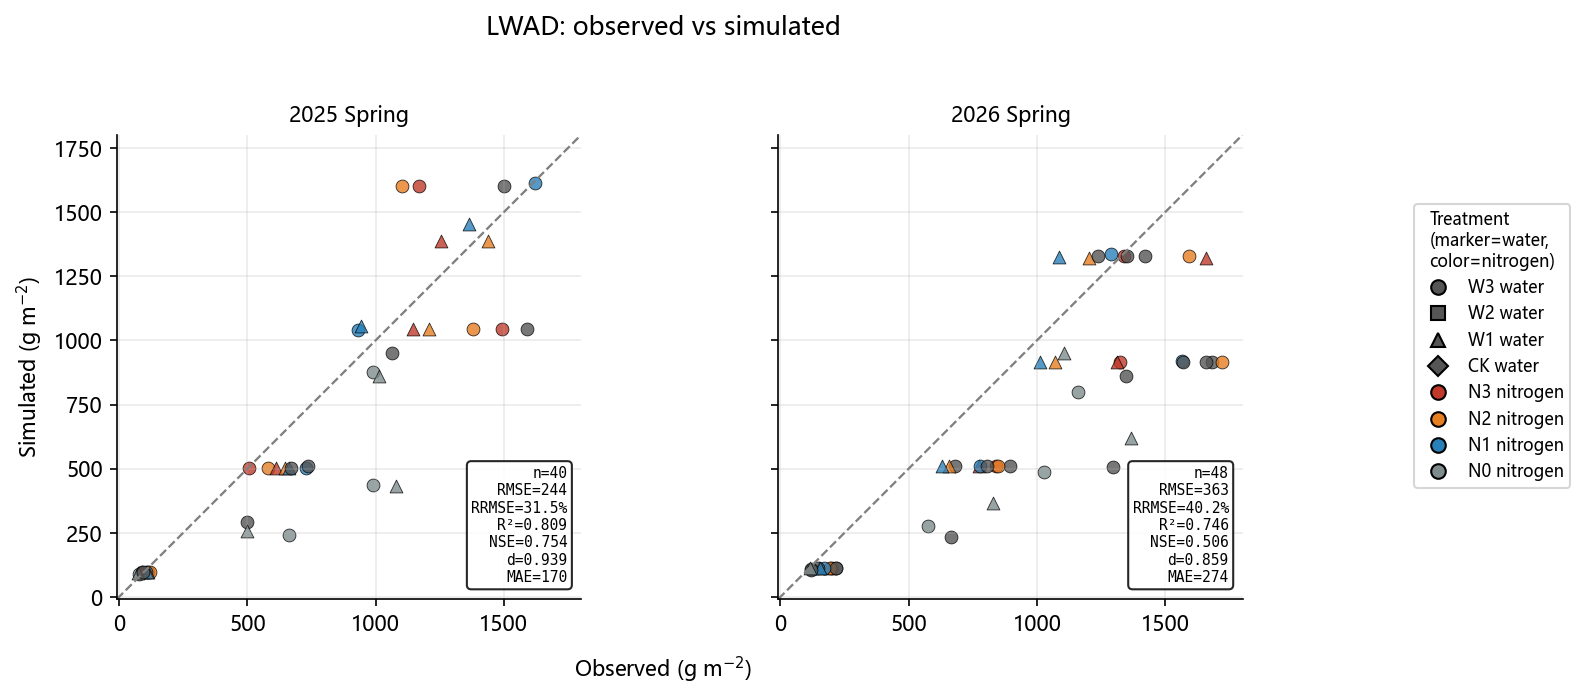 LWAD: observed vs simulated
2025 Spring
2026 Spring
Simulated (g m⁻²)
1750
1500
1250
1000
750
500
250
0
0
500
1000
1500
n=40
RMSE=244
RRMSE=31.5%
R²=0.809
NSE=0.754
d=0.939
MAE=170
0
500
1000
1500
n=48
RMSE=363
RRMSE=40.2%
R²=0.746
NSE=0.506
d=0.859
MAE=274
Observed (g m⁻²)
Treatment
(marker=water,
color=nitrogen)
W3 water
W2 water
W1 water
CK water
N3 nitrogen
N2 nitrogen
N1 nitrogen
N0 nitrogen